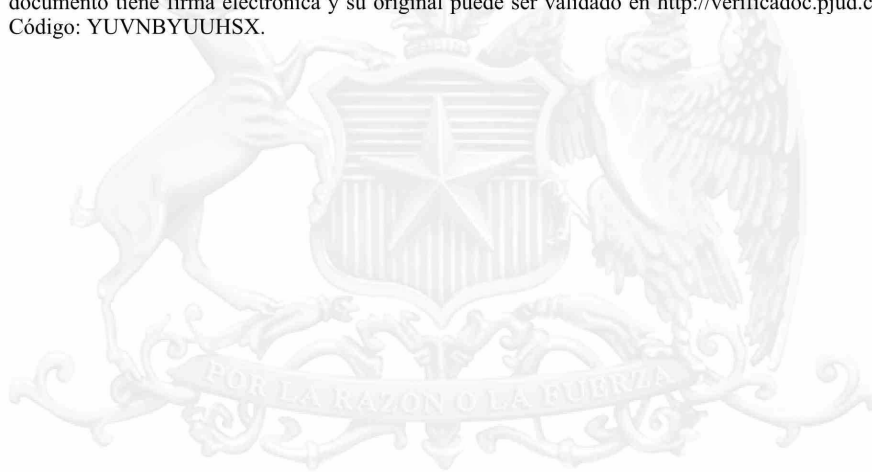 documento tiene firma electrónica y su original puede ser validado en http://verificadoc.pjud.c
Código: YUVNBYUUHSX.
POR LA RAZON O LA FUERZA